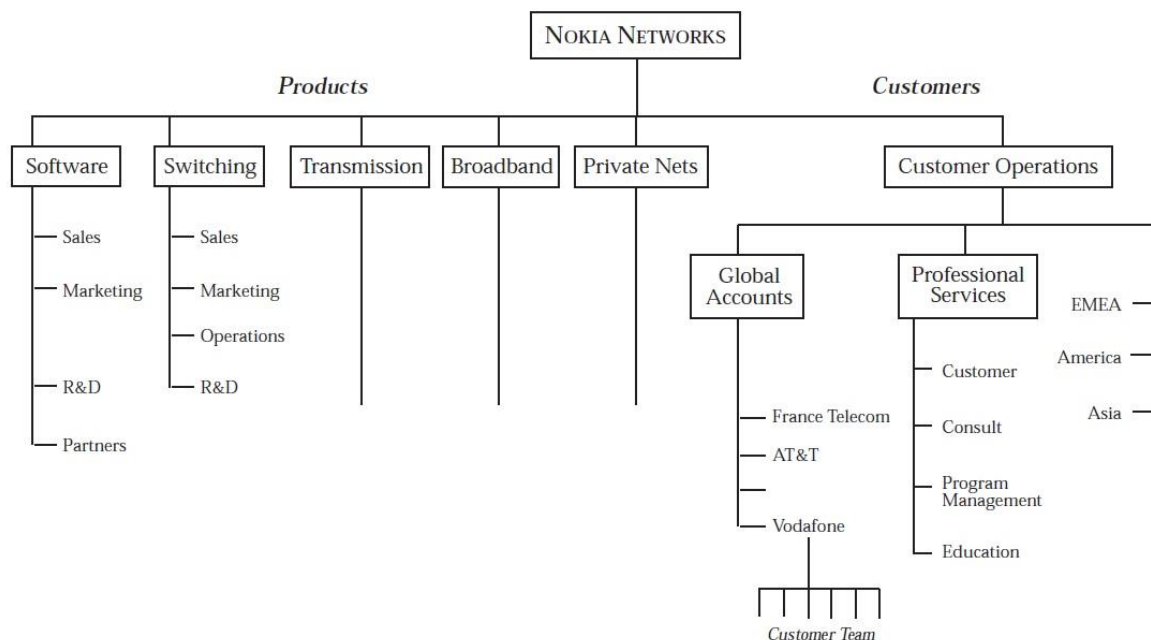 NOKIA NETWORKS
Products
Customers
Software
Switching
Transmission
Broadband
Private Nets
Customer Operations
Sales
Marketing
R&D
Partners
Sales
Marketing
Operations
R&D
Global
Accounts
France Telecom
AT&T
Vodafone
Customer Team
Professional
Services
Customer
Consult
Program
Management
Education
EMEA
America
Asia